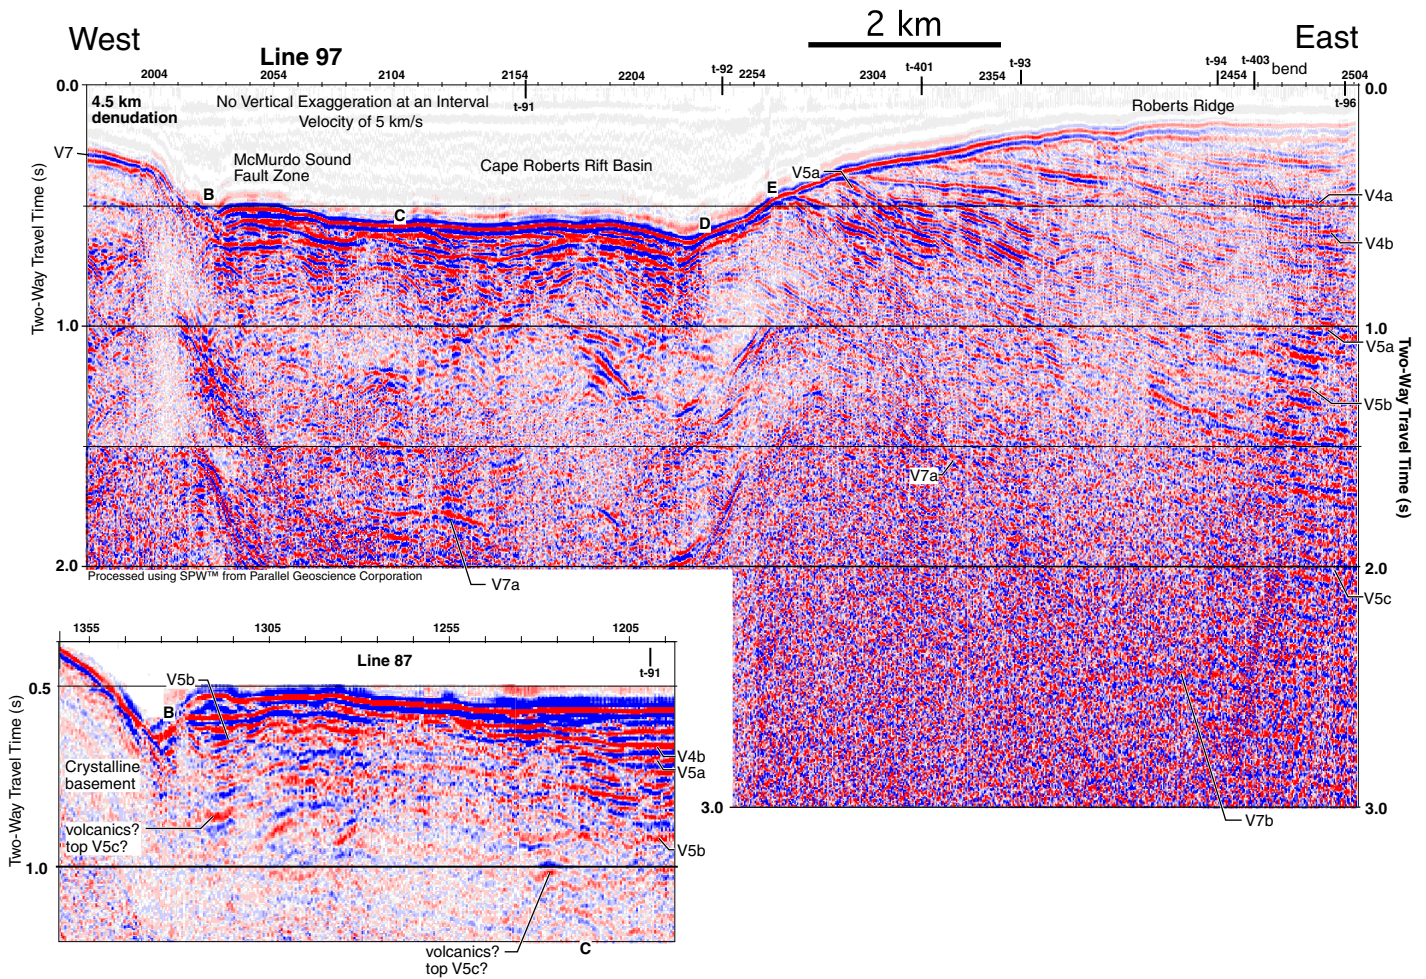 West
2 km
East
Line 97
2004
2054
2104
2154
2204
t-92
2254
2304
t-401
2354
t-93
t-94
2454
t-403
bend
2504
0.0
4.5 km
denudation
No Vertical Exaggeration at an Interval
Velocity of 5 km/s
t-91
Roberts Ridge
t-96
0.0
V7
McMurdo Sound
Fault Zone
Cape Roberts Rift Basin
V5a
B
C
D
E
V4a
V4b
Two-Way Travel Time (s)
1.0
1.0
V5a
V5b
V7a
Two-Way Travel Time (s)
2.0
2.0
Processed using SPW™ from Parallel Geoscience Corporation
V7a
V5c
1355
1305
1255
1205
Line 87
t-91
V5b
0.5
B
Crystalline
basement
V4b
V5a
Two-Way Travel Time (s)
volcanics?
top V5c?
V5b
3.0
3.0
V7b
1.0
volcanics?
top V5c?
C